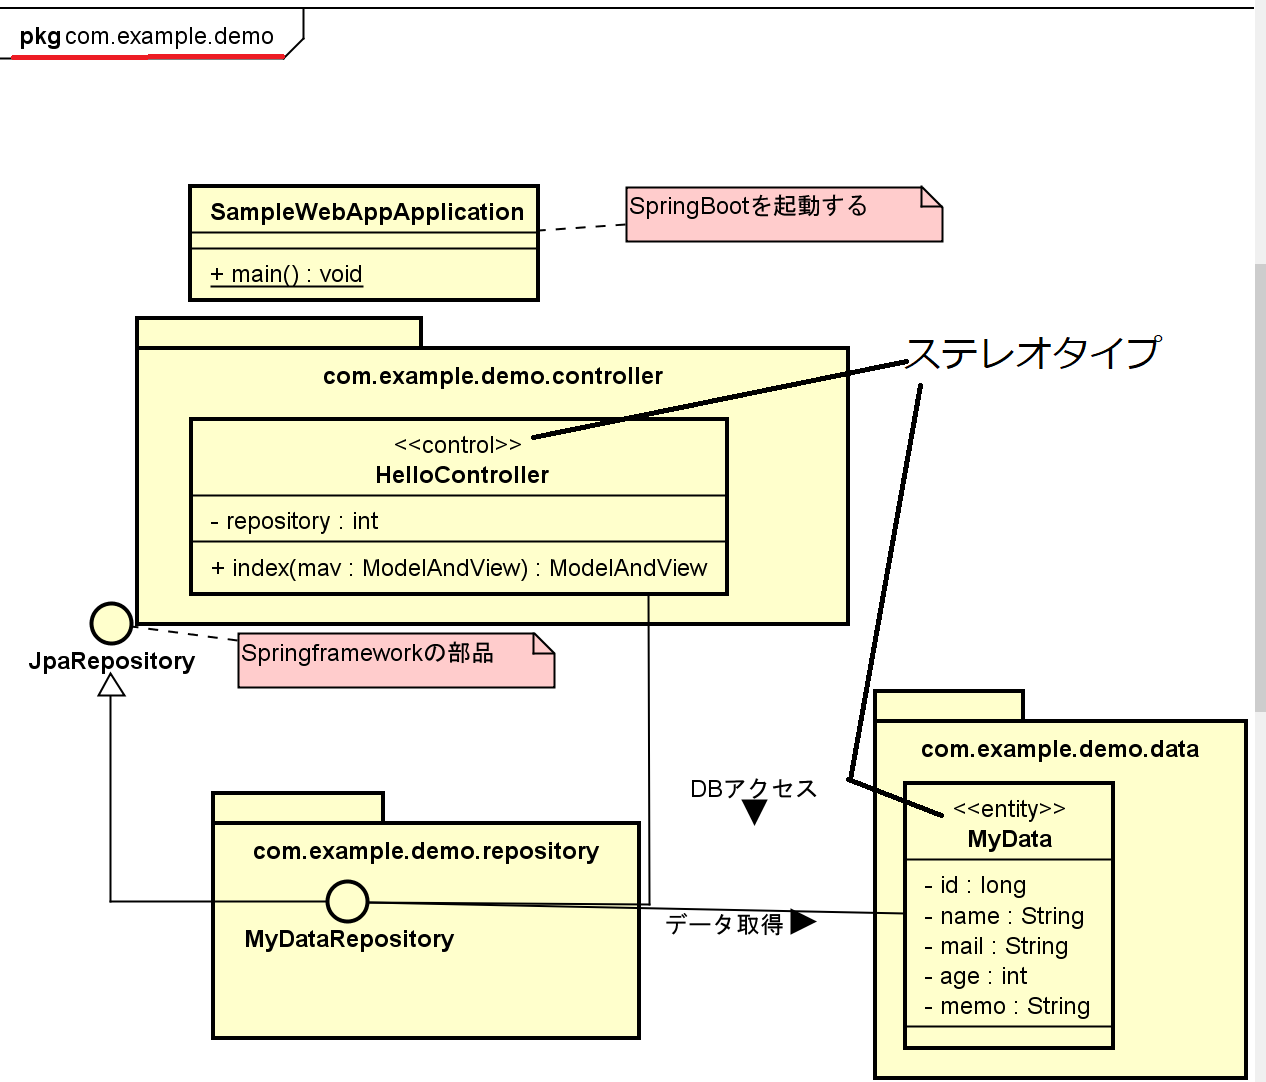 pkg com.example.demo
SampleWebAppApplication
+ main() : void
SpringBootを起動する
com.example.demo.controller
ステレオタイプ
<<control>>
HelloController
- repository : int
+ index(mav : ModelAndView) : ModelAndView
JpaRepository
Springframeworkの部品
com.example.demo.data
DBアクセス
<<entity>>
MyData
- id : long
- name : String
- mail : String
- age : int
- memo : String
com.example.demo.repository
データ取得
MyDataRepository